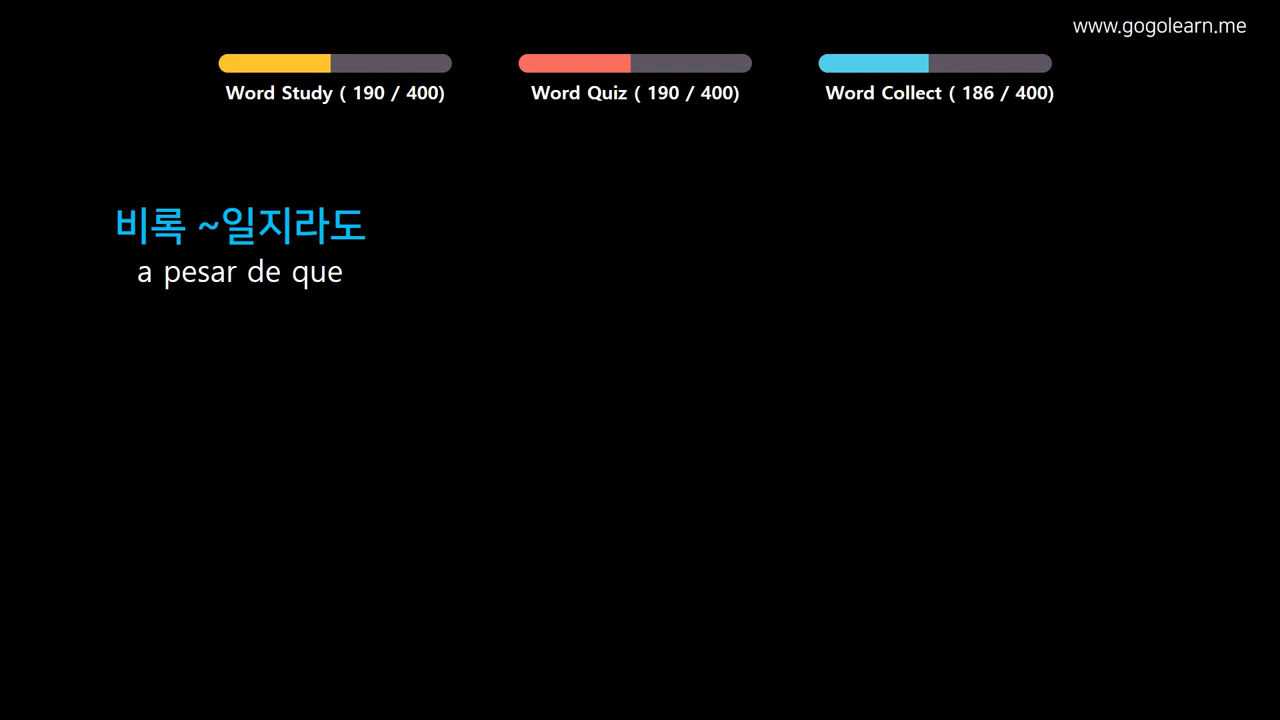 www.gogolearn.me
Word Study ( 190 / 400)
Word Quiz ( 190 / 400)
Word Collect ( 186 / 400)
비록 ~일지라도
a pesar de que